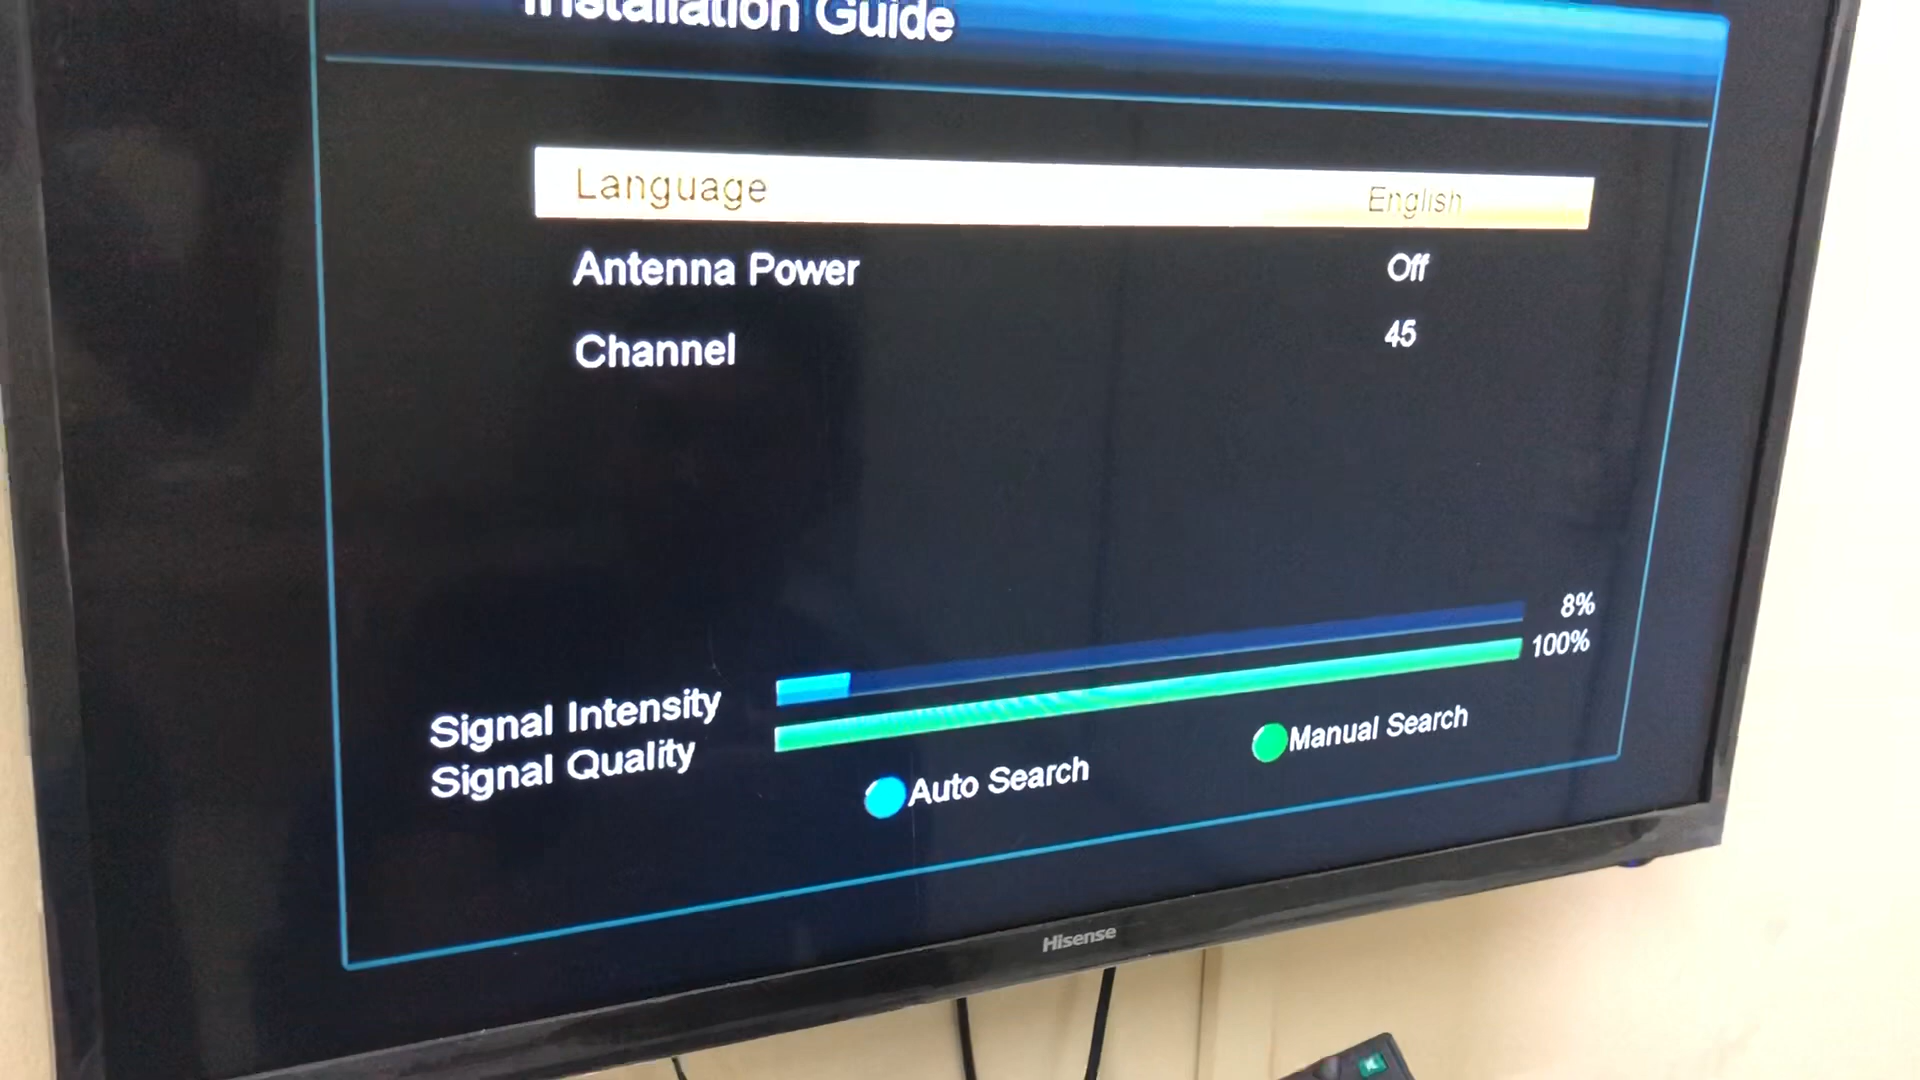 Installation Guide
Language English
Antenna Power Off
Channel 45
Signal Intensity 8%
Signal Quality 100%
Auto Search Manual Search
Hisense